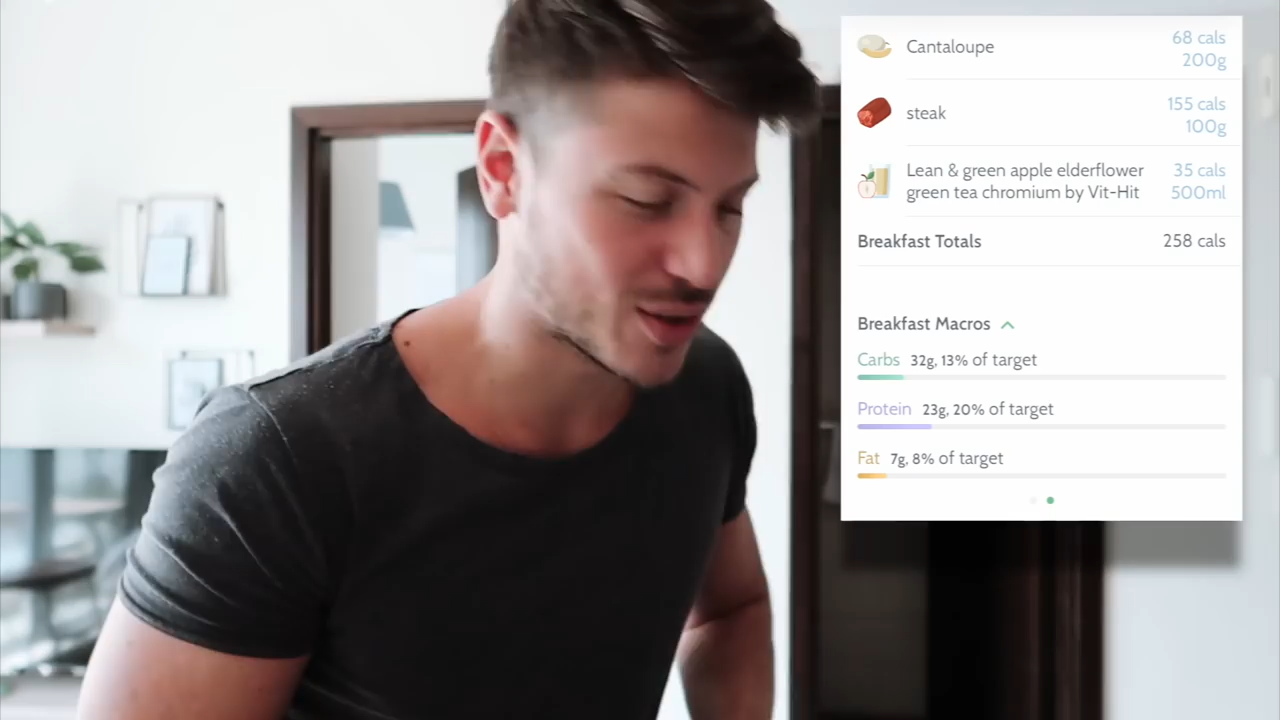 Cantaloupe 68 cals
200g
steak 155 cals
100g
Lean & green apple elderflower 35 cals
green tea chromium by Vit-Hit 500ml
Breakfast Totals 258 cals
Breakfast Macros
Carbs 32g, 13% of target
Protein 23g, 20% of target
Fat 7g, 8% of target